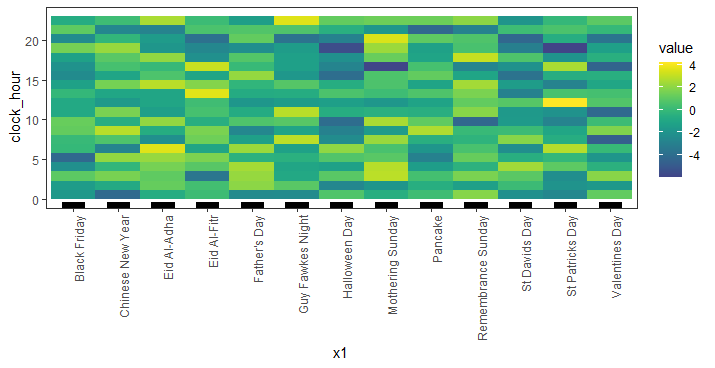 value
4
2
0
-2
-4
clock_hour
20
15
10
5
0
Black Friday
Chinese New Year
Eid Al-Adha
Eid Al-Fitr
Father's Day
Guy Fawkes Night
Halloween Day
Mothering Sunday
Pancake
Remembrance Sunday
St Davids Day
St Patricks Day
Valentines Day
x1